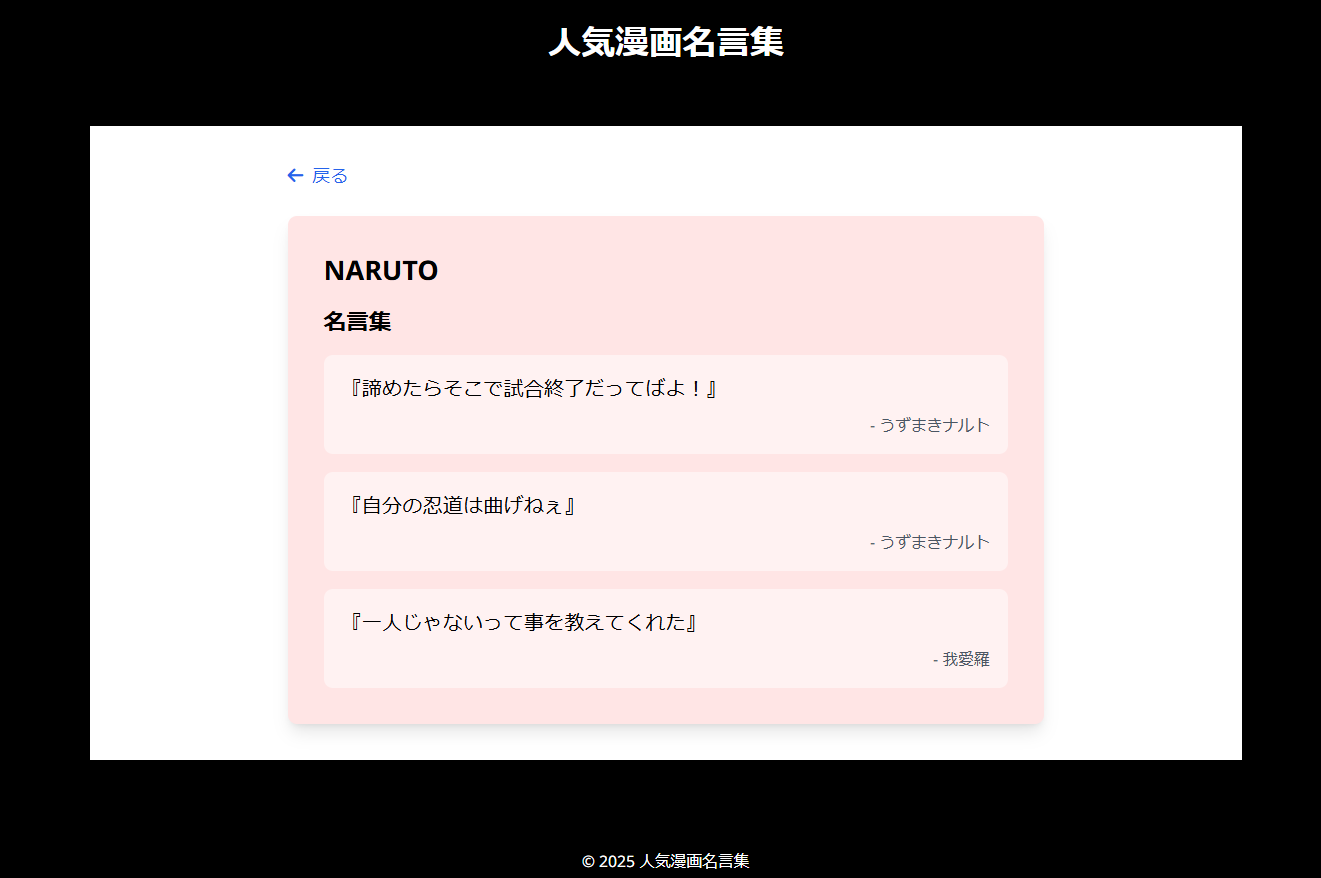 人気漫画名言集
← 戻る
NARUTO
名言集
『諦めたらそこで試合終了だってばよ！』
- うずまきナルト
『自分の忍道は曲げねぇ』
- うずまきナルト
『一人じゃないって事を教えてくれた』
- 我愛羅
© 2025 人気漫画名言集